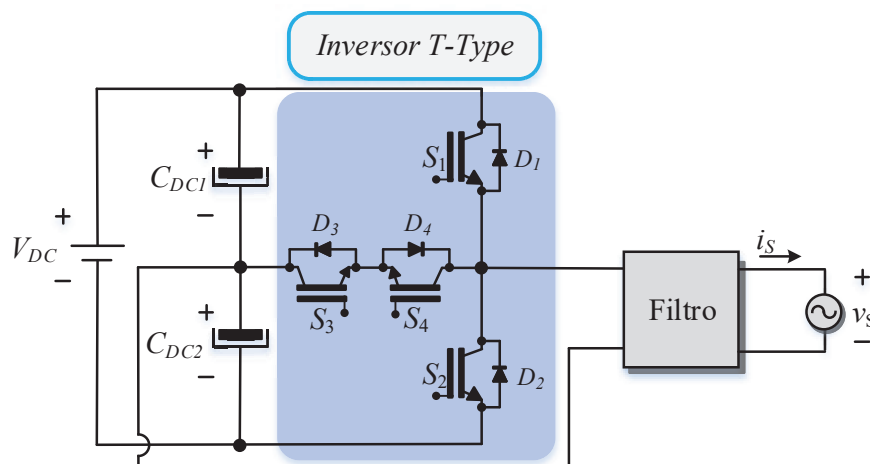 Inversor T-Type
+
C_DC1
−
S_1
D_1
+
V_DC
−
D_3
D_4
S_3
S_4
+
C_DC2
−
S_2
D_2
Filtro
i_S
+
v_S
−